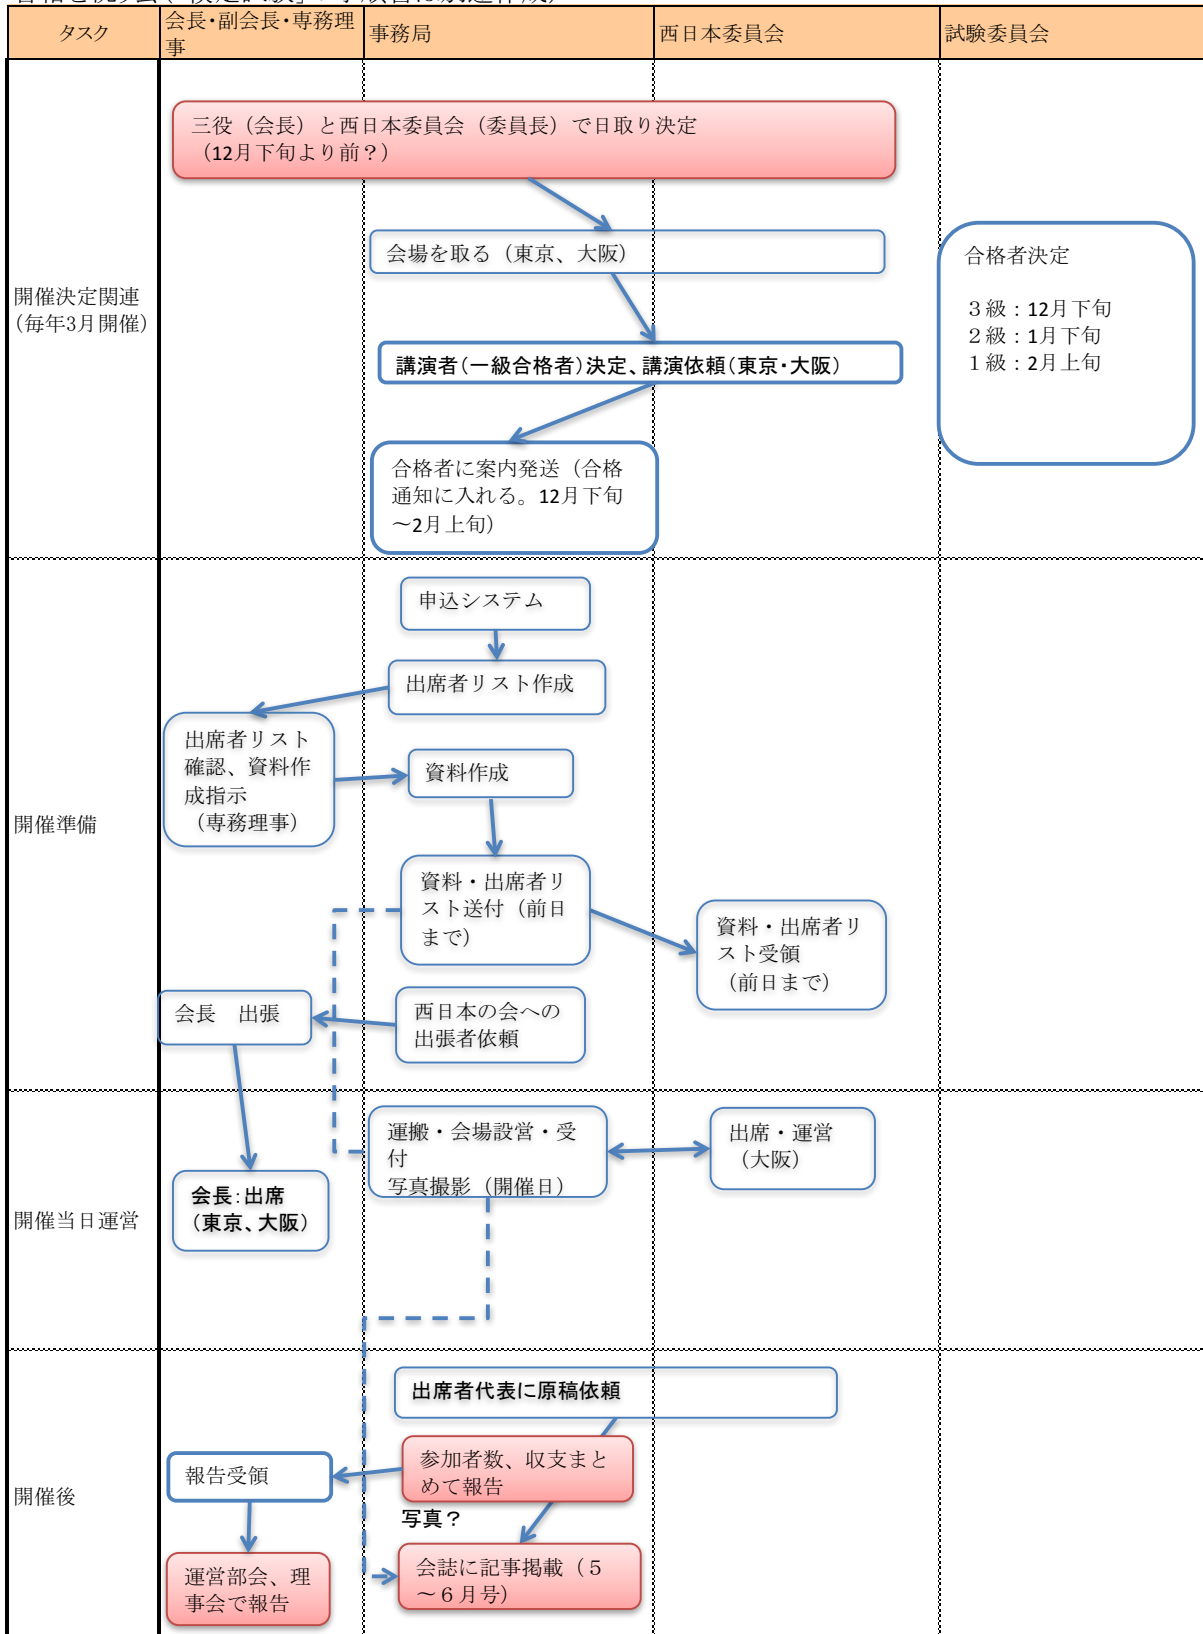 タスク
会長・副会長・専務理
事
事務局
西日本委員会
試験委員会
開催決定関連
(毎年3月開催)
三役（会長）と西日本委員会（委員長）で日取り決定
（12月下旬より前？）
会場を取る（東京、大阪）
講演者(一級合格者)決定、講演依頼(東京・大阪)
合格者に案内発送（合格
通知に入れる。12月下旬
～2月上旬）
合格者決定
３級：12月下旬
２級：1月下旬
１級：2月上旬
開催準備
申込システム
出席者リスト作成
出席者リスト
確認、資料作
成指示
（専務理事）
資料作成
資料・出席者リ
スト送付（前日
まで）
資料・出席者リ
スト受領
（前日まで）
会長　出張
西日本の会への
出張者依頼
開催当日運営
運搬・会場設営・受
付
写真撮影（開催日）
出席・運営
（大阪）
会長:出席
(東京、大阪)
開催後
出席者代表に原稿依頼
参加者数、収支まと
めて報告
報告受領
写真？
運営部会、理
事会で報告
会誌に記事掲載（５
～６月号）